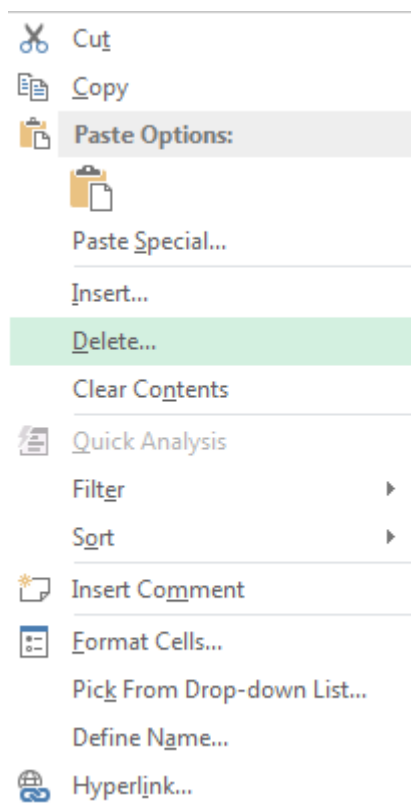 Cut
Copy
Paste Options:
Paste Special...
Insert...
Delete...
Clear Contents
Quick Analysis
Filter
Sort
Insert Comment
Format Cells...
Pick From Drop-down List...
Define Name...
Hyperlink...